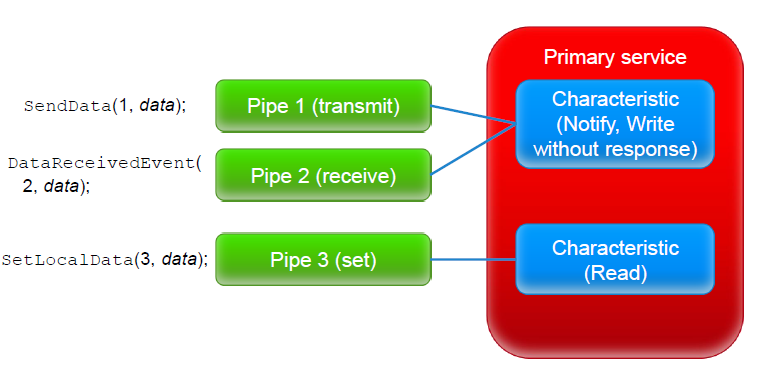 Primary service
SendData(1, data);
Pipe 1 (transmit)
Characteristic
(Notify, Write
without response)
DataReceivedEvent(
2, data);
Pipe 2 (receive)
SetLocalData(3, data);
Pipe 3 (set)
Characteristic
(Read)